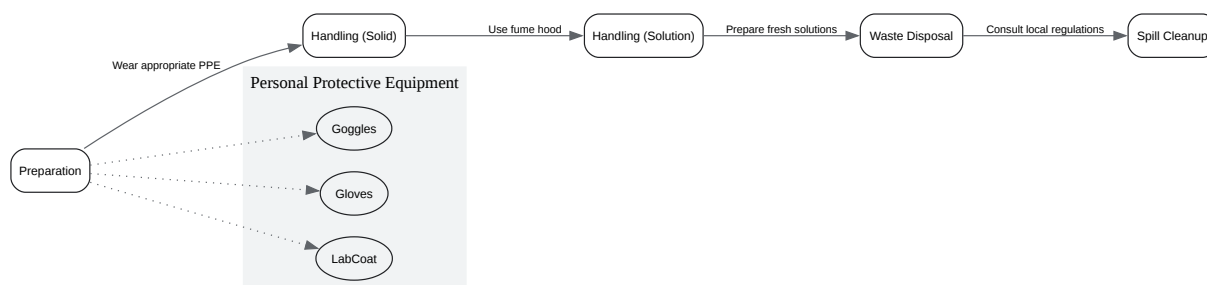 Handling (Solid)
Use fume hood
Handling (Solution)
Prepare fresh solutions
Waste Disposal
Consult local regulations
Spill Cleanup
Wear appropriate PPE
Personal Protective Equipment
Goggles
Preparation
Gloves
LabCoat